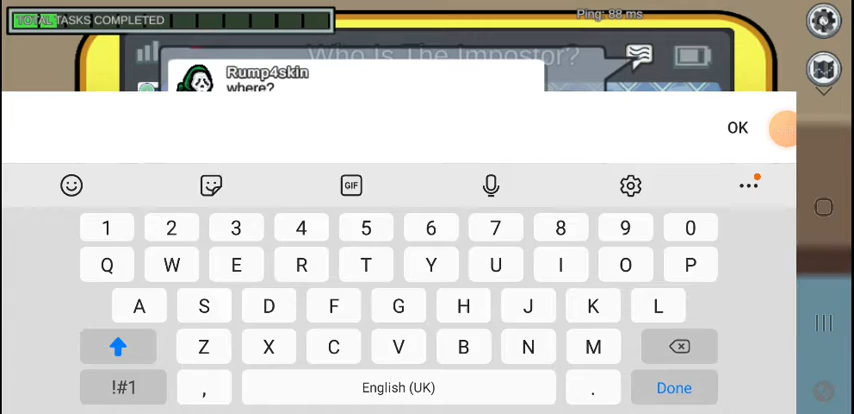 TOTAL TASKS COMPLETED
Ping: 88 ms
Who Is The Impostor?
Rump4skin
where?
OK
GIF
1 2 3 4 5 6 7 8 9 0
Q W E R T Y U I O P
A S D F G H J K L
Z X C V B N M
!#1 , English (UK) . Done